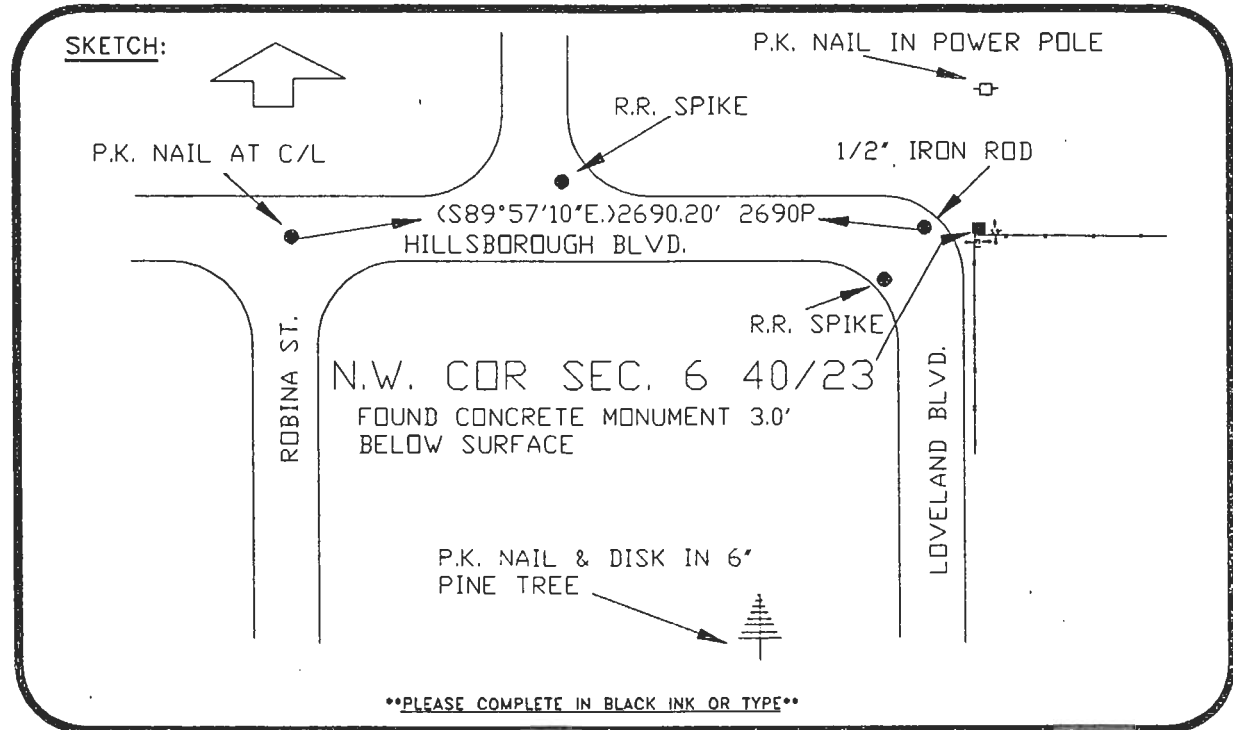 SKETCH:
P.K. NAIL IN POWER POLE
R.R. SPIKE
P.K. NAIL AT C/L
1/2" IRON ROD
(S89°57'10"E.)2690.20' 2690P
HILLSBOROUGH BLVD.
R.R. SPIKE
ROBINA ST.
N.W. COR SEC. 6 40/23
FOUND CONCRETE MONUMENT 3.0'
BELOW SURFACE
LOVELAND BLVD.
P.K. NAIL & DISK IN 6"
PINE TREE
**PLEASE COMPLETE IN BLACK INK OR TYPE**